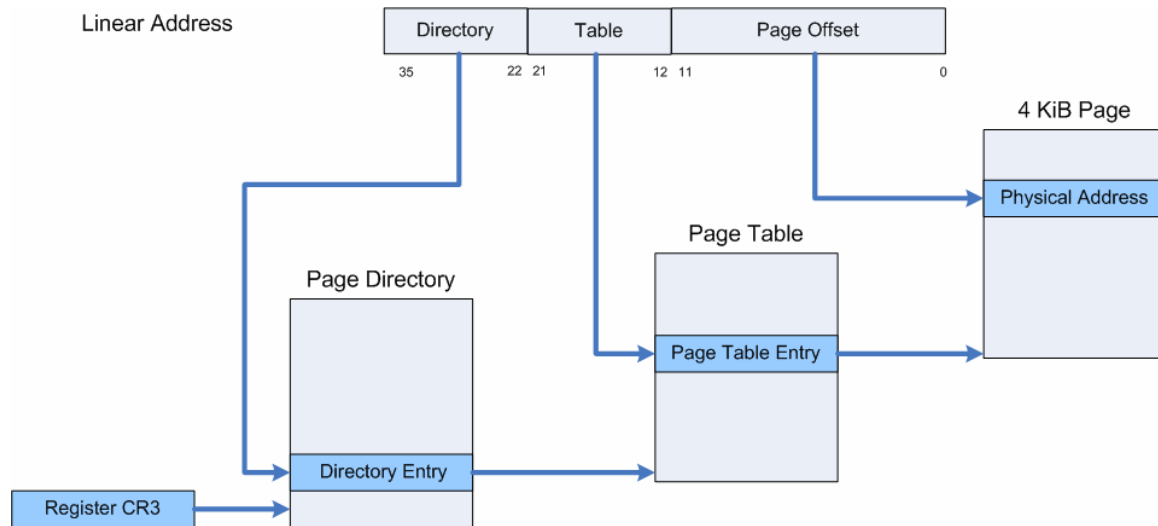 Linear Address
Directory Table Page Offset
35 22 21 12 11 0
4 KiB Page
Physical Address
Page Table
Page Directory
Page Table Entry
Directory Entry
Register CR3